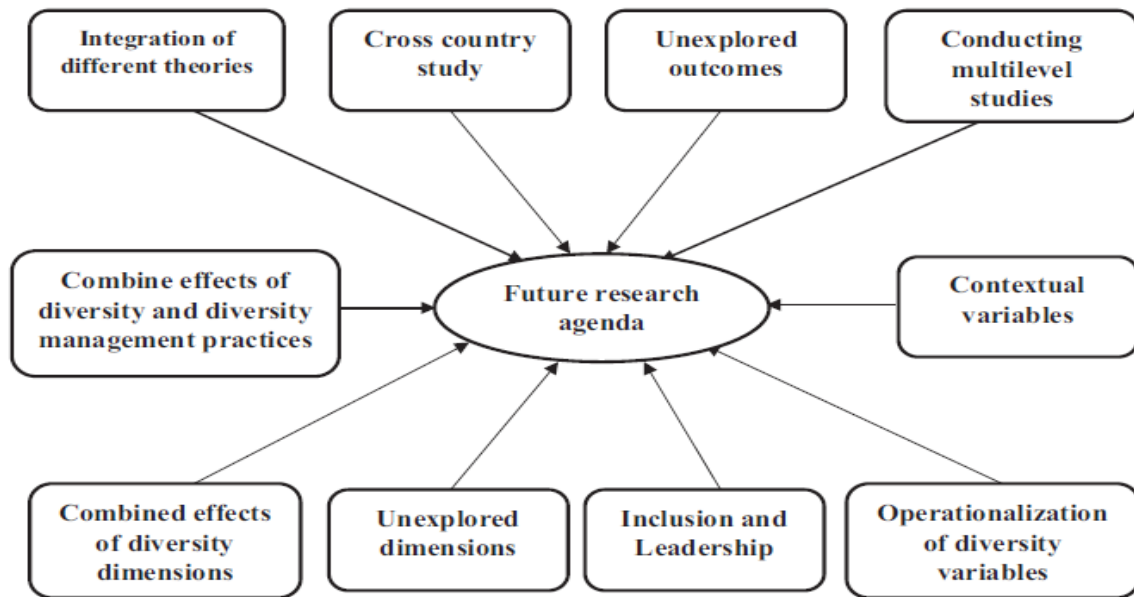 Integration of
different theories
Cross country
study
Unexplored
outcomes
Conducting
multilevel
studies
Combine effects of
diversity and diversity
management practices
Future research
agenda
Contextual
variables
Combined effects
of diversity
dimensions
Unexplored
dimensions
Inclusion and
Leadership
Operationalization
of diversity
variables